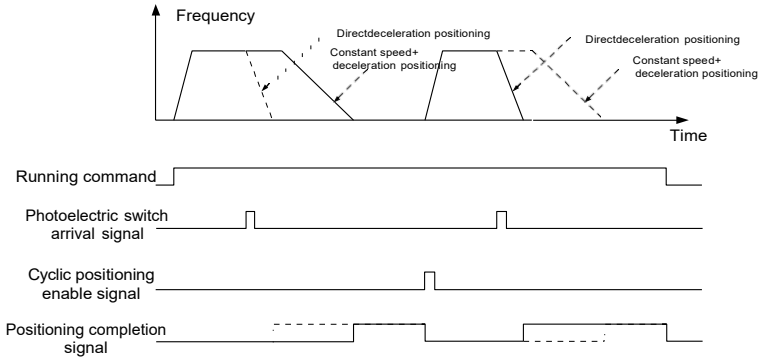 Frequency
Directdeceleration positioning
Constant speed+
deceleration positioning
Directdeceleration positioning
Constant speed+
deceleration positioning
Time
Running command
Photoelectric switch
arrival signal
Cyclic positioning
enable signal
Positioning completion
signal